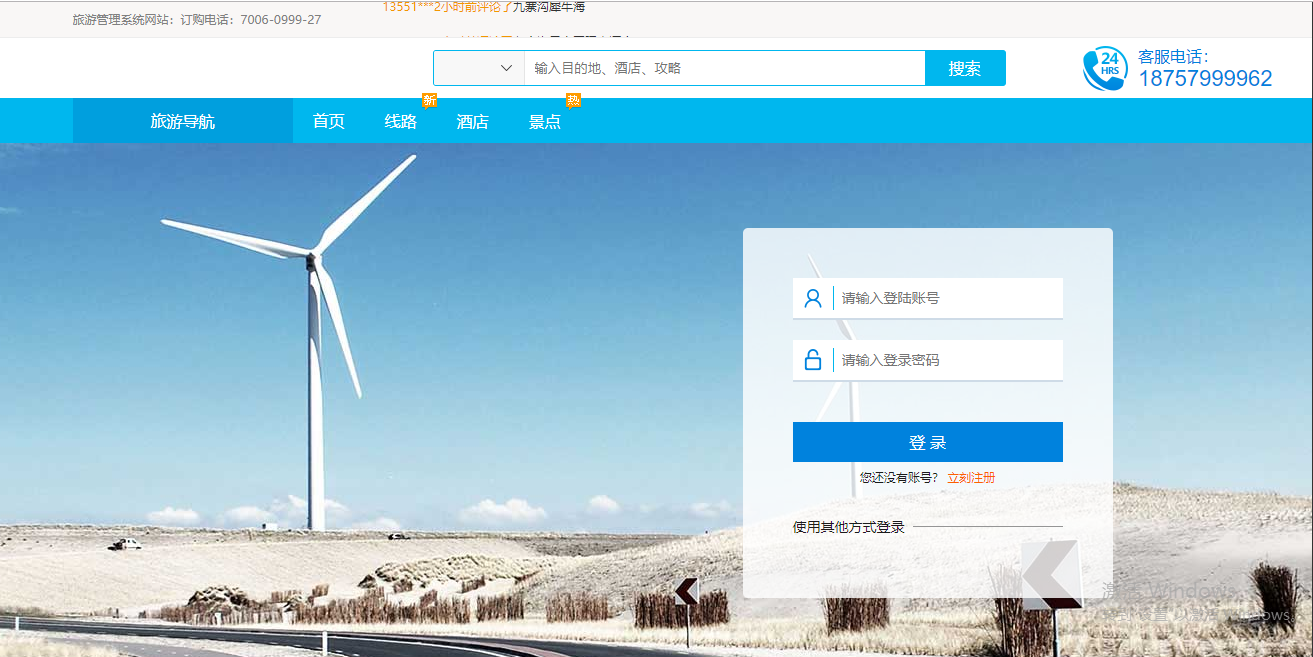 13551***2小时前评论了九寨沟犀牛海
旅游管理系统网站：订购电话：7006-0999-27
输入目的地、酒店、攻略
搜索
24
HRS
客服电话：
18757999962
新
热
旅游导航 首页 线路 酒店 景点
请输入登陆账号
请输入登录密码
登 录
您还没有账号？ 立刻注册
使用其他方式登录